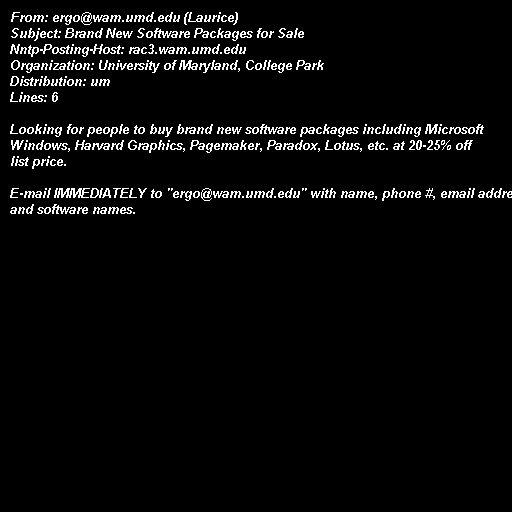 From: ergo@wam.umd.edu (Laurice)
Subject: Brand New Software Packages for Sale
Nntp-Posting-Host: rac3.wam.umd.edu
Organization: University of Maryland, College Park
Distribution: um
Lines: 6

Looking for people to buy brand new software packages including Microsoft
Windows, Harvard Graphics, Pagemaker, Paradox, Lotus, etc. at 20-25% off
list price.

E-mail IMMEDIATELY to "ergo@wam.umd.edu" with name, phone #, email addre
and software names.